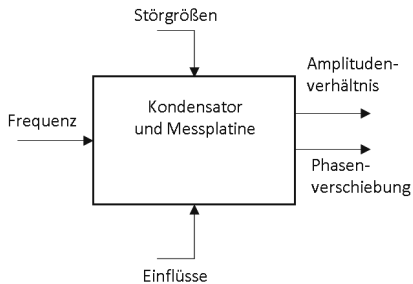 Störgrößen
Amplituden-
verhältnis
Kondensator
und Messplatine
Frequenz
Phasen-
verschiebung
Einflüsse